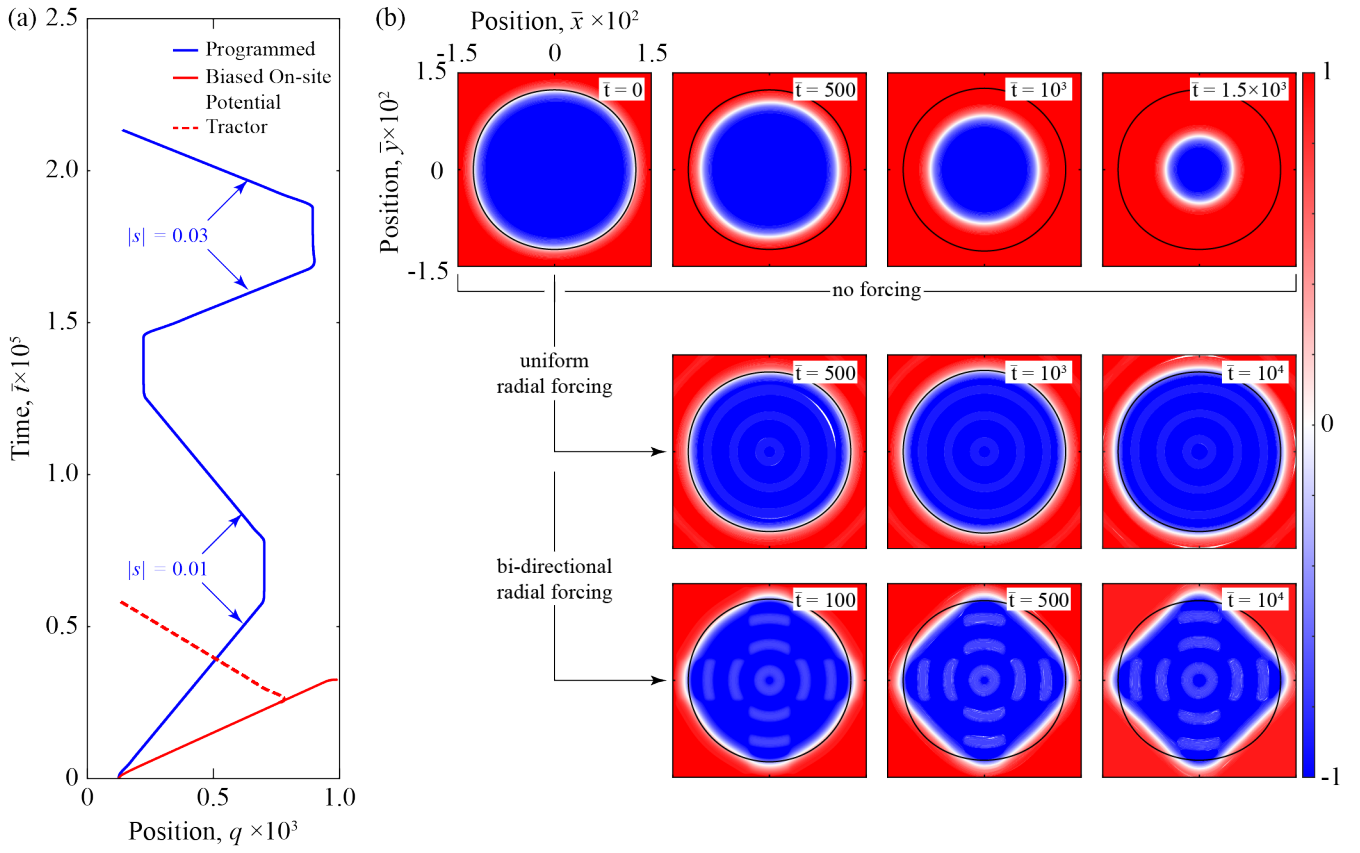 (a)
2.5
2.0
1.5
1.0
0.5
0
Time, t̄×10⁵
Programmed
Biased On-site
Potential
Tractor
|s| = 0.03
|s| = 0.01
0
0.5
1.0
Position, q ×10³
(b)
Position, x̄ ×10²
-1.5
0
1.5
Position, ȳ×10²
1.5
0
-1.5
t̄ = 0
t̄ = 500
t̄ = 10³
t̄ = 1.5×10³
no forcing
uniform
radial forcing
t̄ = 500
t̄ = 10³
t̄ = 10⁴
bi-directional
radial forcing
t̄ = 100
t̄ = 500
t̄ = 10⁴
1
0
-1